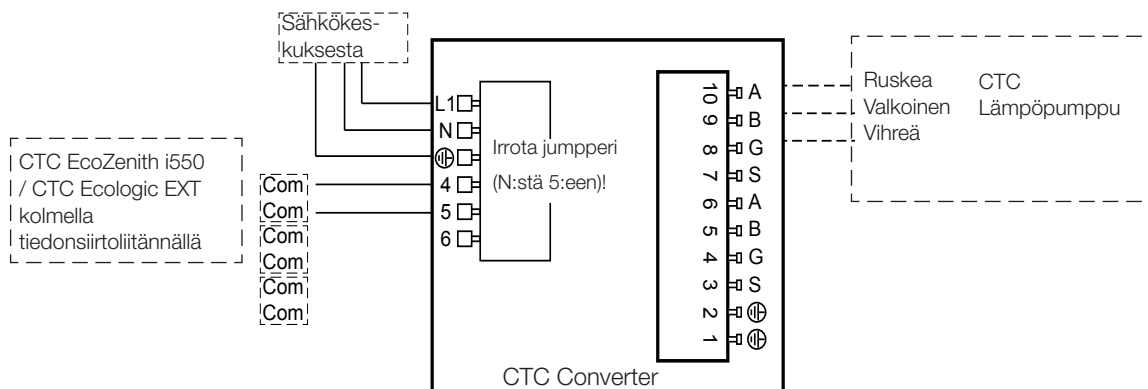 Sähkökes-
kuksesta
CTC EcoZenith i550
/ CTC Ecologic EXT
kolmella
tiedonsiirtoliitännällä
Com
Com
Com
Com
Com
Com
L1
N
4
5
6
Irrota jumpperi
(N:stä 5:een)!
10 A
9 B
8 G
7 S
6 A
5 B
4 G
3 S
2
1
CTC Converter
Ruskea
Valkoinen
Vihreä
CTC
Lämpöpumppu